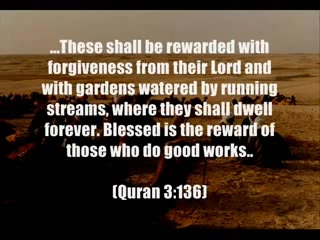 ...These shall be rewarded with
forgiveness from their Lord and
with gardens watered by running
streams, where they shall dwell
forever. Blessed is the reward of
those who do good works..
(Quran 3:136)